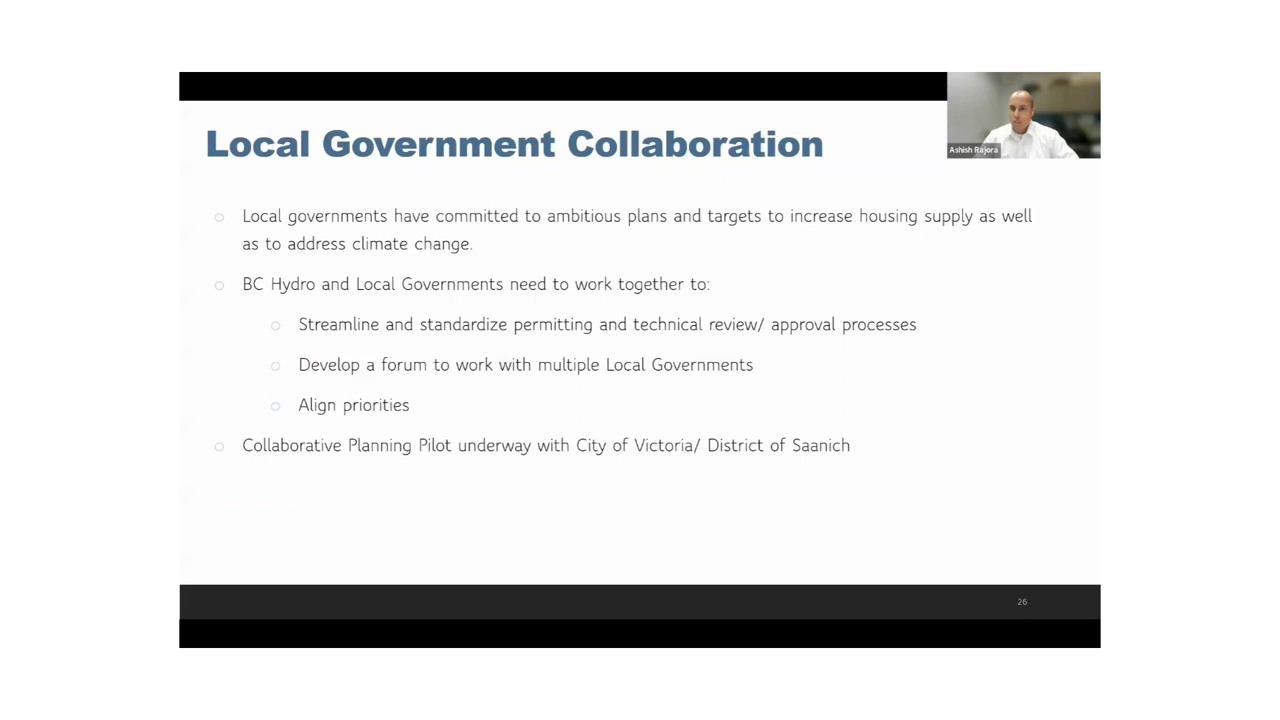 Local Government Collaboration
Ashish Rajora
Local governments have committed to ambitious plans and targets to increase housing supply as well
as to address climate change.
BC Hydro and Local Governments need to work together to:
Streamline and standardize permitting and technical review/ approval processes
Develop a forum to work with multiple Local Governments
Align priorities
Collaborative Planning Pilot underway with City of Victoria/ District of Saanich
26